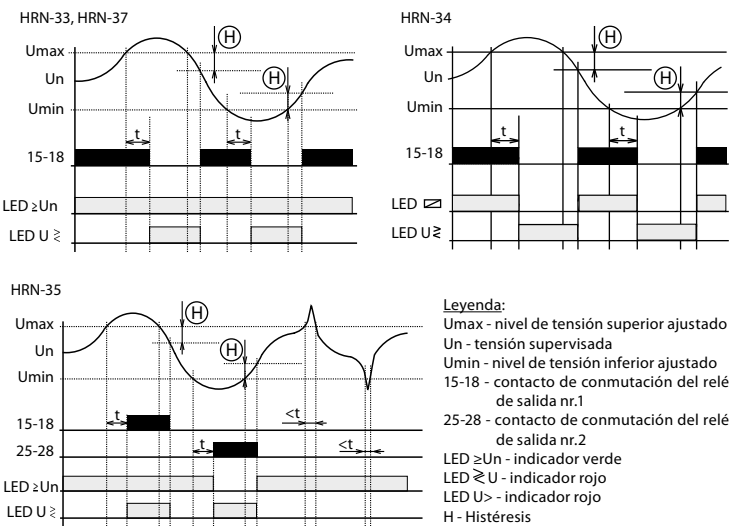 HRN-33, HRN-37
H
Umax
Un
H
Umin
t
t
15-18
LED ≥Un
LED U ≷
HRN-34
H
Umax
Un
H
Umin
t
t
15-18
LED
LED U≷
HRN-35
H
Umax
Un
H
Umin
t
<t
15-18
t
<t
25-28
LED ≥Un
LED U ≷
Leyenda:
Umax - nivel de tensión superior ajustado
Un - tensión supervisada
Umin - nivel de tensión inferior ajustado
15-18 - contacto de conmutación del relé
de salida nr.1
25-28 - contacto de conmutación del relé
de salida nr.2
LED ≥Un - indicador verde
LED ≷ U - indicador rojo
LED U> - indicador rojo
H - Histéresis